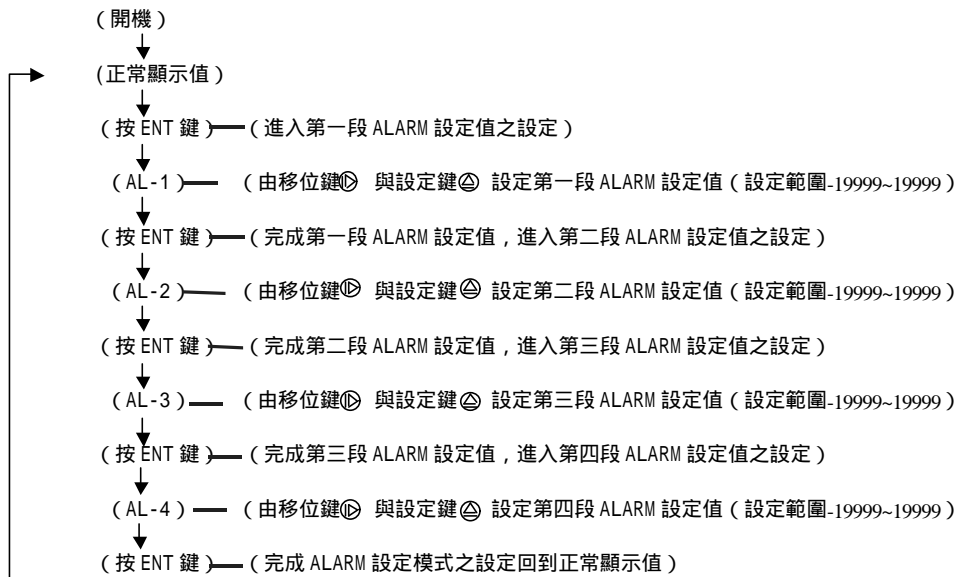 (開機)
(正常顯示值)
(按 ENT 鍵) (進入第一段 ALARM 設定值之設定)
(AL-1) (由移位鍵 與設定鍵 設定第一段 ALARM 設定值(設定範圍-19999~19999)
(按 ENT 鍵) (完成第一段 ALARM 設定值,進入第二段 ALARM 設定值之設定)
(AL-2) (由移位鍵 與設定鍵 設定第二段 ALARM 設定值(設定範圍-19999~19999)
(按 ENT 鍵) (完成第二段 ALARM 設定值,進入第三段 ALARM 設定值之設定)
(AL-3) (由移位鍵 與設定鍵 設定第三段 ALARM 設定值(設定範圍-19999~19999)
(按 ENT 鍵) (完成第三段 ALARM 設定值,進入第四段 ALARM 設定值之設定)
(AL-4) (由移位鍵 與設定鍵 設定第四段 ALARM 設定值(設定範圍-19999~19999)
(按 ENT 鍵) (完成 ALARM 設定模式之設定回到正常顯示值)